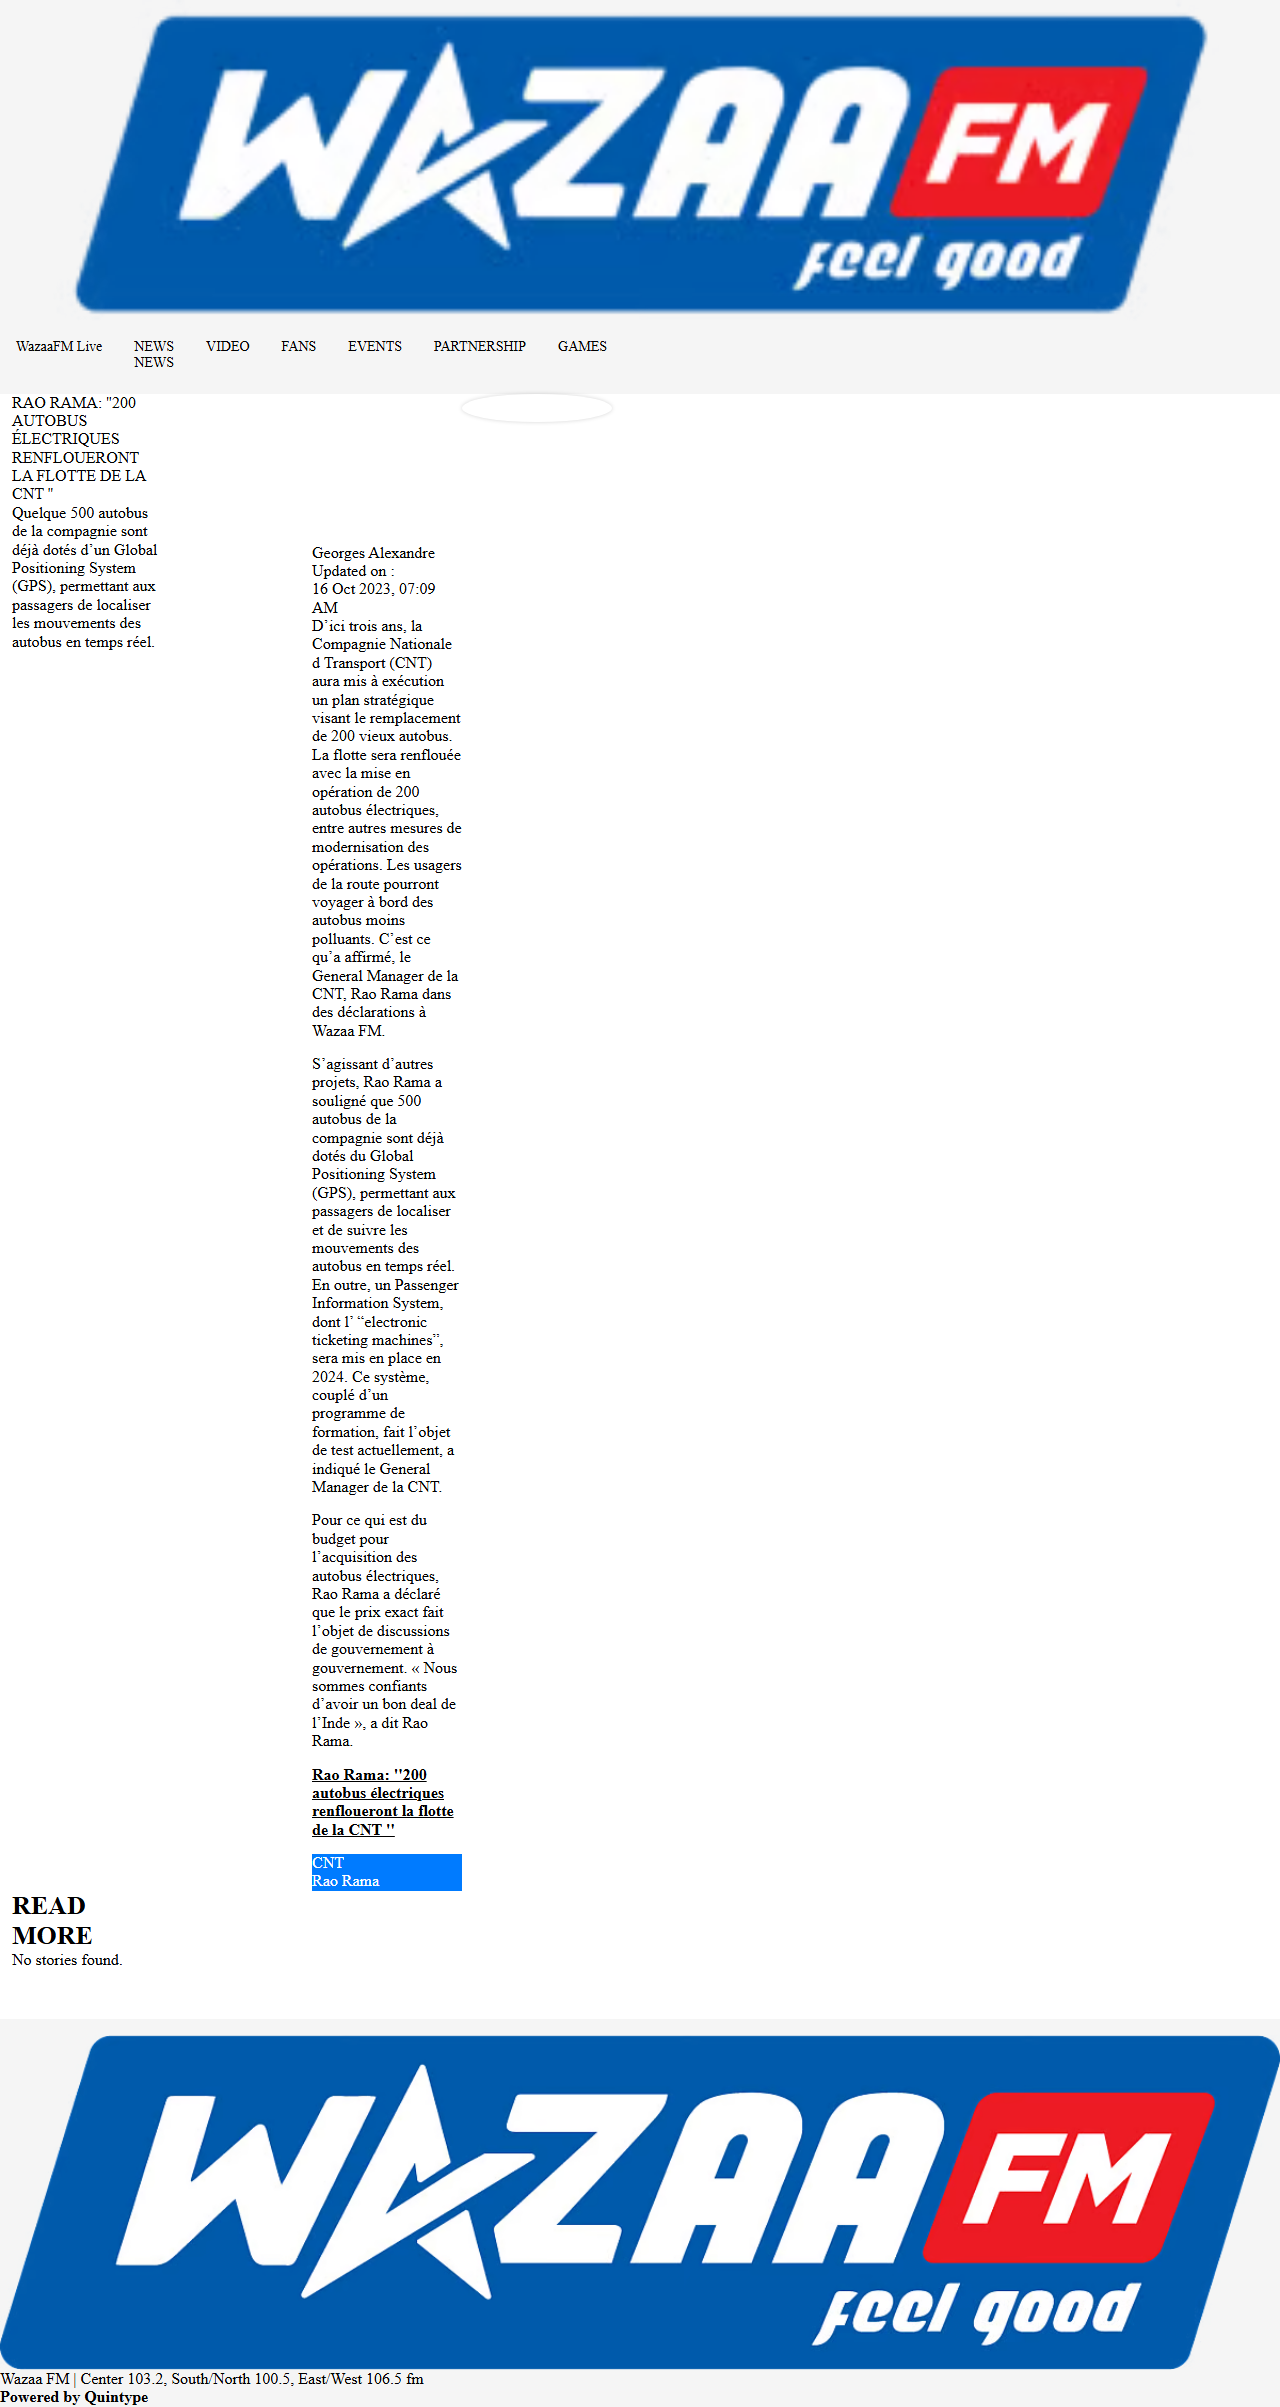 WAZAA FM
Feel good
WazaaFM Live NEWS VIDEO FANS EVENTS PARTNERSHIP GAMES
NEWS
RAO RAMA: "200
AUTOBUS
ÉLECTRIQUES
RENFLOUERONT
LA FLOTTE DE LA
CNT "
Quelque 500 autobus
de la compagnie sont
déjà dotés d’un Global
Positioning System
(GPS), permettant aux
passagers de localiser
les mouvements des
autobus en temps réel.
Georges Alexandre
Updated on :
16 Oct 2023, 07:09
AM
D’ici trois ans, la
Compagnie Nationale
d Transport (CNT)
aura mis à exécution
un plan stratégique
visant le remplacement
de 200 vieux autobus.
La flotte sera renflouée
avec la mise en
opération de 200
autobus électriques,
entre autres mesures de
modernisation des
opérations. Les usagers
de la route pourront
voyager à bord des
autobus moins
polluants. C’est ce
qu’a affirmé, le
General Manager de la
CNT, Rao Rama dans
des déclarations à
Wazaa FM.
S’agissant d’autres
projets, Rao Rama a
souligné que 500
autobus de la
compagnie sont déjà
dotés du Global
Positioning System
(GPS), permettant aux
passagers de localiser
et de suivre les
mouvements des
autobus en temps réel.
En outre, un Passenger
Information System,
dont l’ “electronic
ticketing machines”,
sera mis en place en
2024. Ce système,
couplé d’un
programme de
formation, fait l’objet
de test actuellement, a
indiqué le General
Manager de la CNT.
Pour ce qui est du
budget pour
l’acquisition des
autobus électriques,
Rao Rama a déclaré
que le prix exact fait
l’objet de discussions
de gouvernement à
gouvernement. « Nous
sommes confiants
d’avoir un bon deal de
l’Inde », a dit Rao
Rama.
Rao Rama: "200
autobus électriques
renfloueront la flotte
de la CNT "
CNT
Rao Rama
READ
MORE
No stories found.
WAZAA FM
Feel good
Wazaa FM | Center 103.2, South/North 100.5, East/West 106.5 fm
Powered by Quintype